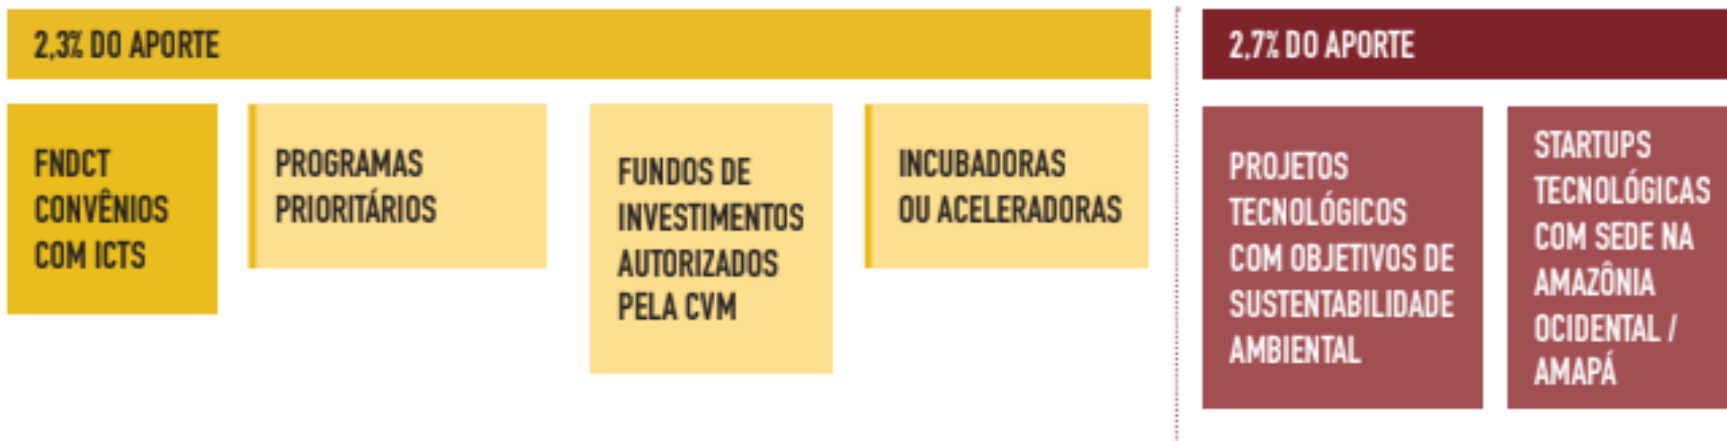 2,3% DO APORTE
FNDCT
CONVÊNIOS
COM ICTS
PROGRAMAS
PRIORITÁRIOS
FUNDOS DE
INVESTIMENTOS
AUTORIZADOS
PELA CVM
INCUBADORAS
OU ACELERADORAS
2,7% DO APORTE
PROJETOS
TECNOLÓGICOS
COM OBJETIVOS DE
SUSTENTABILIDADE
AMBIENTAL
STARTUPS
TECNOLÓGICAS
COM SEDE NA
AMAZÔNIA
OCIDENTAL /
AMAPÁ